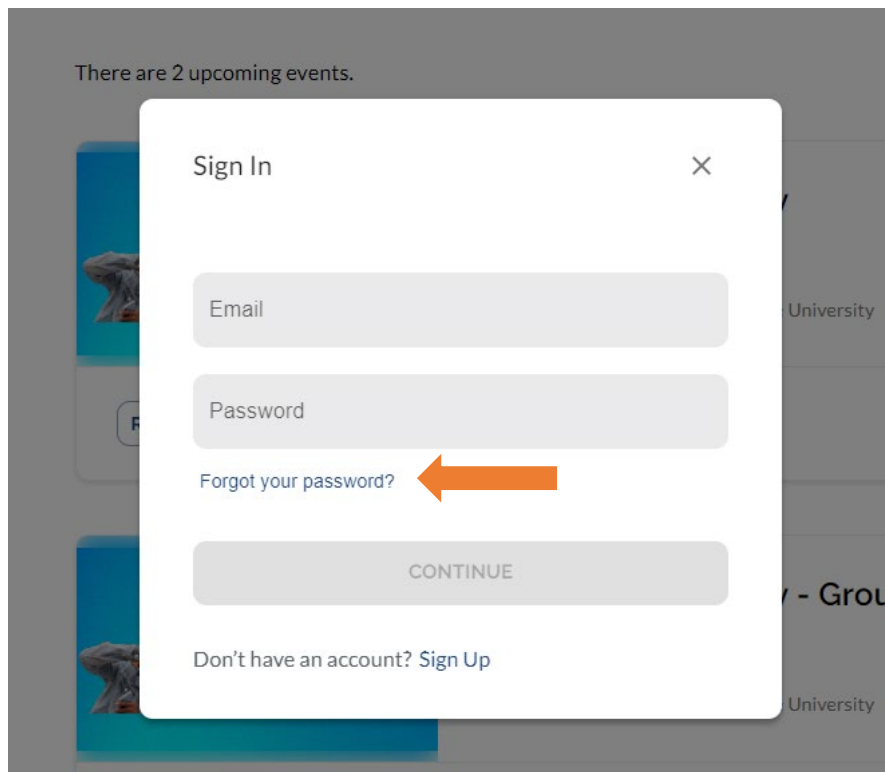 There are 2 upcoming events.
Sign In
Email
University
Password
Forgot your password?
CONTINUE
- Grou
Don't have an account? Sign Up
University